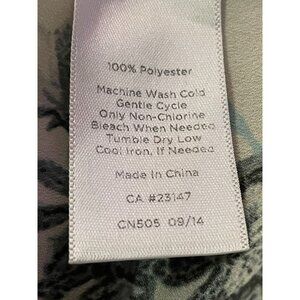 100% Polyester
Machine Wash Cold
Gentle Cycle
Only Non-Chlorine
Bleach When Needed
Tumble Dry Low
Cool Iron, If Needed
Made In China
CA #23147
CN505 09/14